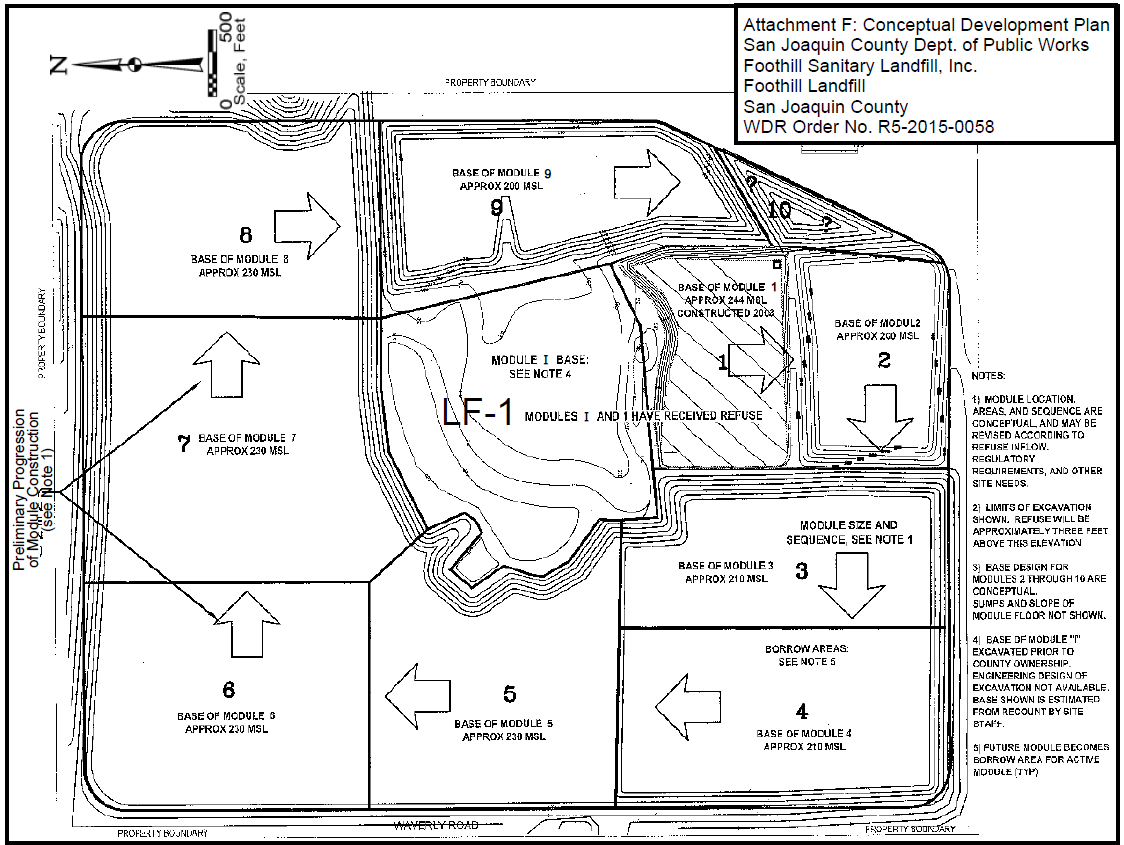 Attachment F: Conceptual Development Plan
San Joaquin County Dept. of Public Works
Foothill Sanitary Landfill, Inc.
Foothill Landfill
San Joaquin County
WDR Order No. R5-2015-0058
N
0
500
Scale, Feet
PROPERTY BOUNDARY
BASE OF MODULE 9
APPROX 200 MSL
9
?
10
?
8
BASE OF MODULE 8
APPROX 230 MSL
PROPERTY BOUNDARY
BASE OF MODULE 1
APPROX 244 MSL
CONSTRUCTED 2003
1
BASE OF MODUL2
APPROX 200 MSL
2
MODULE I BASE:
SEE NOTE 4
LF-1
MODULES I AND 1 HAVE RECEIVED REFUSE
7
BASE OF MODULE 7
APPROX 230 MSL
Preliminary Progression
of Module Construction
(see Note 1)
MODULE SIZE AND
SEQUENCE, SEE NOTE 1
BASE OF MODULE 3
APPROX 210 MSL
3
BORROW AREAS:
SEE NOTE 5
4
BASE OF MODULE 4
APPROX 210 MSL
5
BASE OF MODULE 5
APPROX 230 MSL
6
BASE OF MODULE 6
APPROX 230 MSL
NOTES:
1) MODULE LOCATION,
AREAS, AND SEQUENCE ARE
CONCEPTUAL, AND MAY BE
REVISED ACCORDING TO
REFUSE INFLOW,
REGULATORY
REQUIREMENTS, AND OTHER
SITE NEEDS.
2) LIMITS OF EXCAVATION
SHOWN. REFUSE WILL BE
APPROXIMATELY THREE FEET
ABOVE THIS ELEVATION
3) BASE DESIGN FOR
MODULES 2 THROUGH 10 ARE
CONCEPTUAL.
SUMPS AND SLOPE OF
MODULE FLOOR NOT SHOWN.
4) BASE OF MODULE "I"
EXCAVATED PRIOR TO
COUNTY OWNERSHIP.
ENGINEERING DESIGN OF
EXCAVATION NOT AVAILABLE.
BASE SHOWN IS ESTIMATED
FROM RECOUNT BY SITE
STAFF.
5) FUTURE MODULE BECOMES
BORROW AREA FOR ACTIVE
MODULE (TYP)
PROPERTY BOUNDARY
WAVERLY ROAD
PROPERTY BOUNDARY